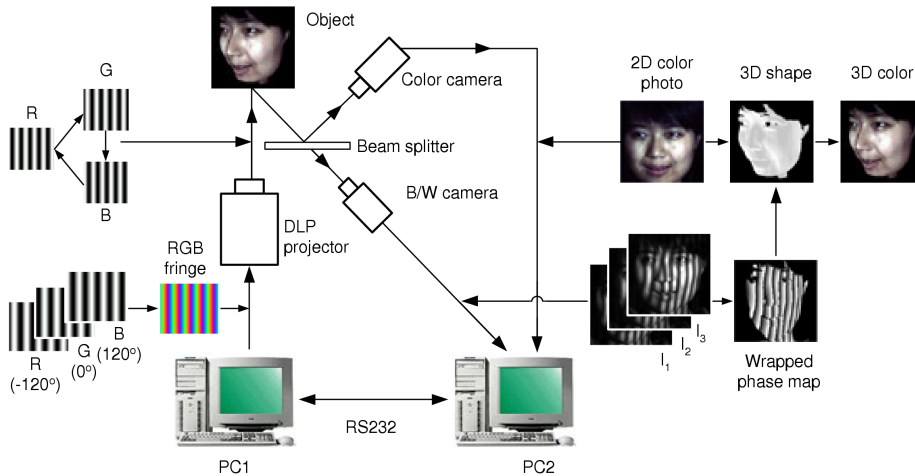 Object
Color camera
Beam splitter
B/W camera
DLP
projector
R
G
B
RGB
fringe
R
(-120°)
G
(0°)
B
(120°)
PC1
RS232
PC2
2D color
photo
3D shape
3D color
I₁
I₂
I₃
Wrapped
phase map